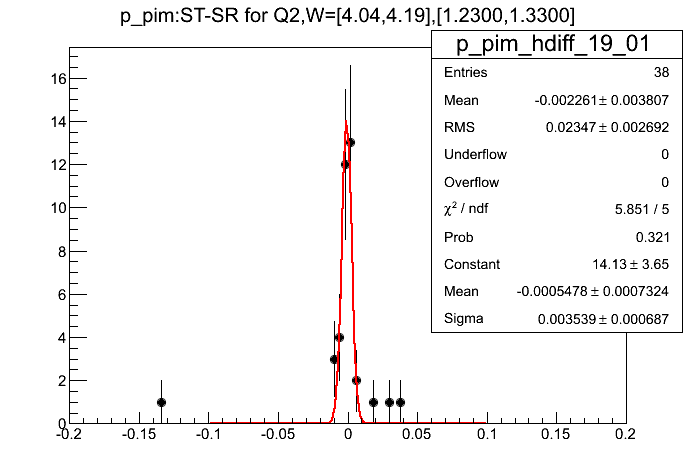 p_pim:ST-SR for Q2,W=[4.04,4.19],[1.2300,1.3300]
p_pim_hdiff_19_01
Entries 38
Mean -0.002261± 0.003807
RMS 0.02347± 0.002692
Underflow 0
Overflow 0
χ² / ndf 5.851 / 5
Prob 0.321
Constant 14.13± 3.65
Mean -0.0005478± 0.0007324
Sigma 0.003539± 0.000687
16
14
12
10
8
6
4
2
0
-0.2 -0.15 -0.1 -0.05 0 0.05 0.1 0.15 0.2